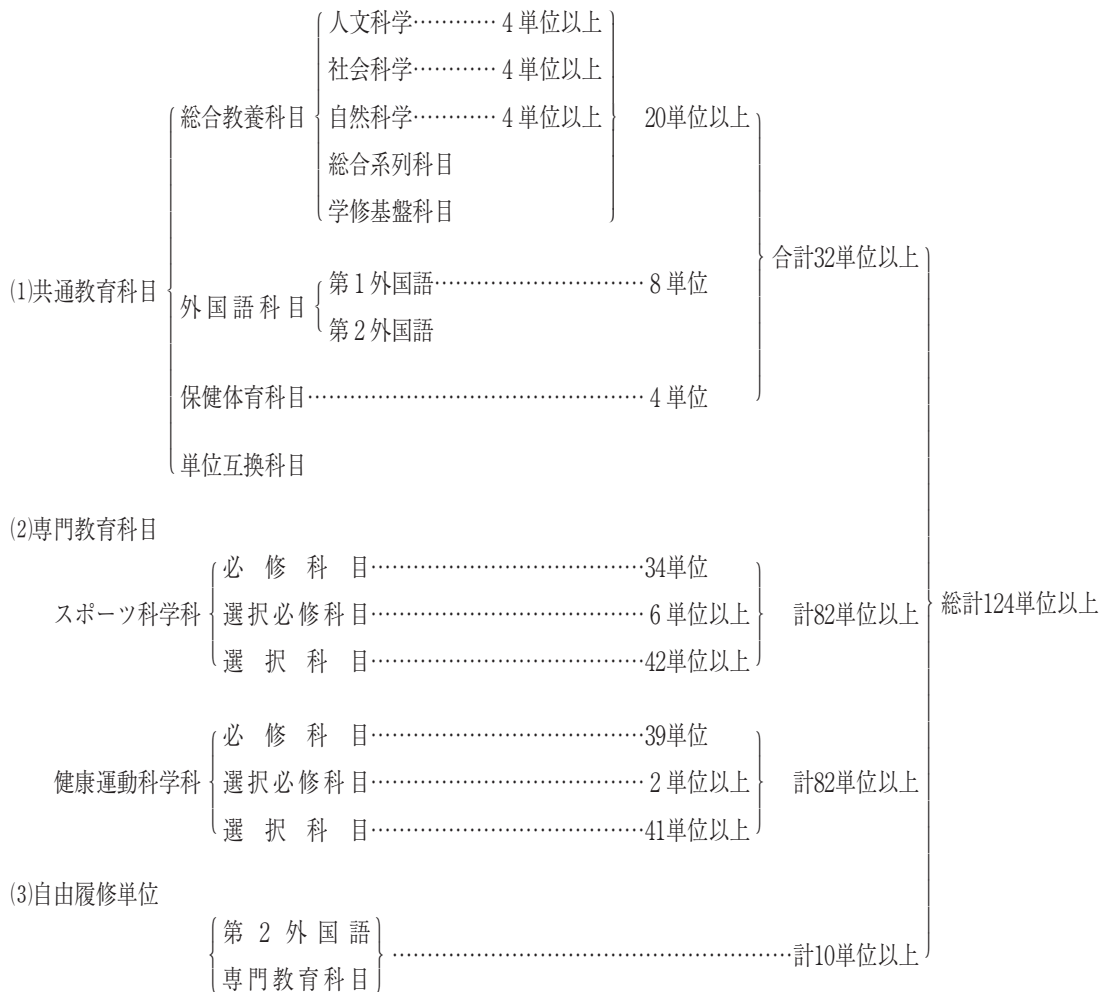 人文科学…………4単位以上
社会科学…………4単位以上
総合教養科目 自然科学…………4単位以上 20単位以上
総合系列科目
学修基盤科目
合計32単位以上
(1)共通教育科目
外国語科目 第1外国語…………………………8単位
第2外国語
保健体育科目…………………………………………4単位
単位互換科目
(2)専門教育科目
必修科目…………………………………34単位
スポーツ科学科 選択必修科目…………………………………6単位以上 計82単位以上 総計124単位以上
選択科目…………………………………42単位以上
必修科目…………………………………39単位
健康運動科学科 選択必修科目…………………………………2単位以上 計82単位以上
選択科目…………………………………41単位以上
(3)自由履修単位
第2外国語
専門教育科目 …………………………………………………計10単位以上